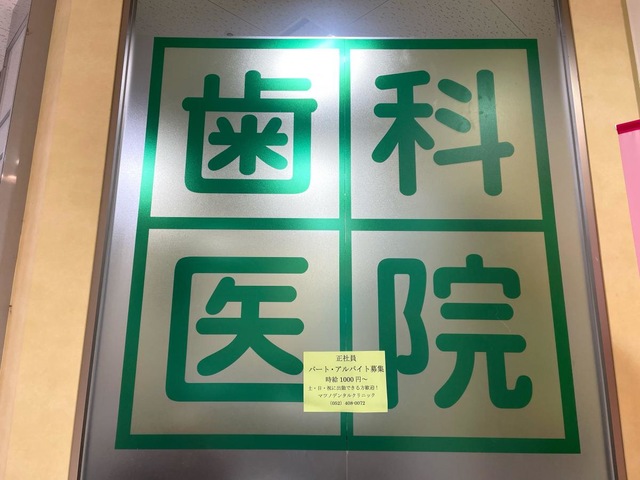 歯科
医院
正社員
パート・アルバイト募集
時給1000円～
土・日・祝に出勤できる方歓迎！
マツノデンタルクリニック
(052) 408-0072